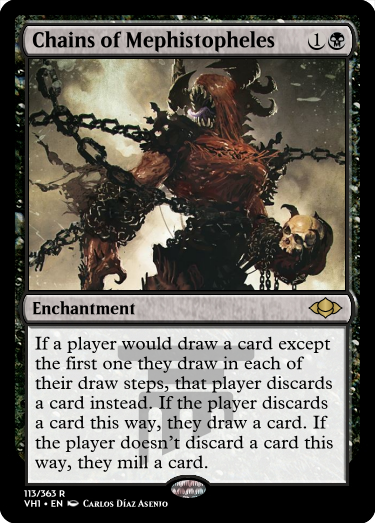 Chains of Mephistopheles 1
Enchantment
If a player would draw a card except
the first one they draw in each of
their draw steps, that player discards
a card instead. If the player discards
a card this way, they draw a card. If
the player doesn't discard a card this
way, they mill a card.
113/363 R
VH1 • EN Carlos Díaz Asento